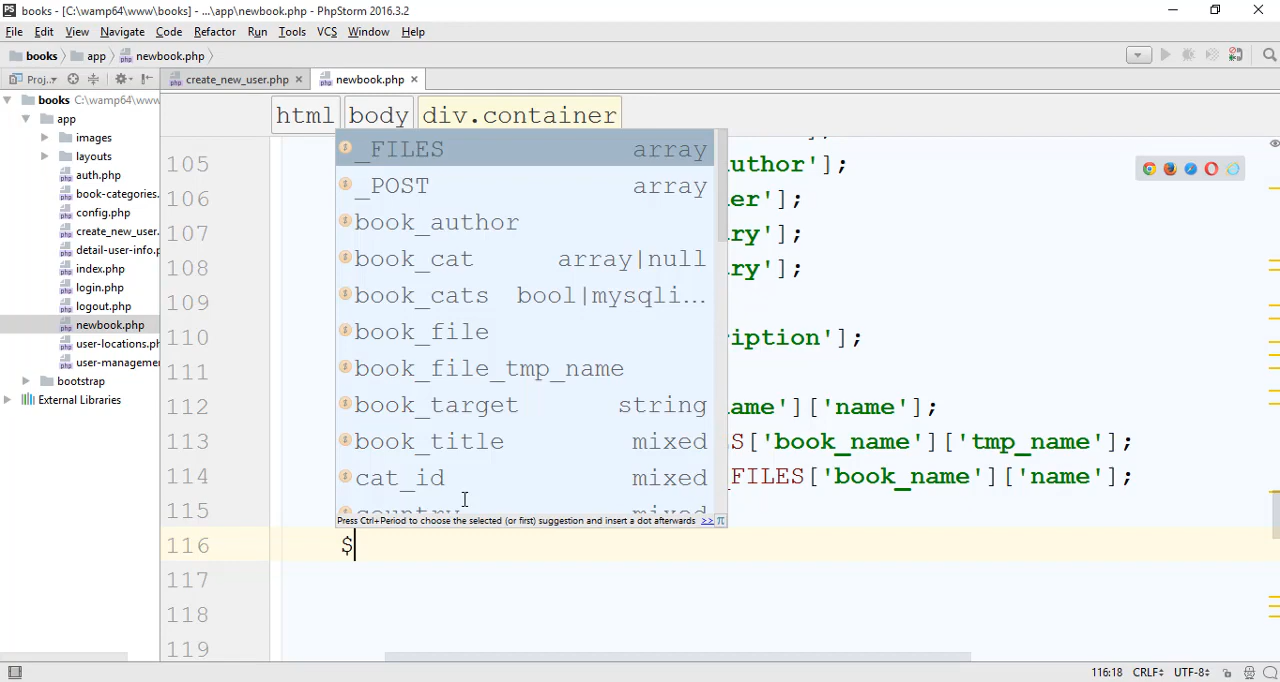 books - [C:\wamp64\www\books] - ...\app\newbook.php - PhpStorm 2016.3.2
File Edit View Navigate Code Refactor Run Tools VCS Window Help
books app newbook.php
Proj.. create_new_user.php newbook.php
books C:\wamp64\www
app
images
layouts
auth.php
book-categories.
config.php
create_new_user.
detail-user-info.p
index.php
login.php
logout.php
newbook.php
user-locations.ph
user-management
bootstrap
External Libraries
html body div.container
_FILES array
_POST array
book_author
book_cat array|null
book_cats bool|mysqli...
book_file
book_file_tmp_name
book_target string
book_title mixed
cat_id mixed
country mixed
Press Ctrl+Period to choose the selected (or first) suggestion and insert a dot afterwards >> π
105 uthor'];
106 er'];
107 ry'];
108 ry'];
109
110 iption'];
111
112 ame']['name'];
113 S['book_name']['tmp_name'];
114 _FILES['book_name']['name'];
115
116 $
117
118
119
116:18 CRLF UTF-8